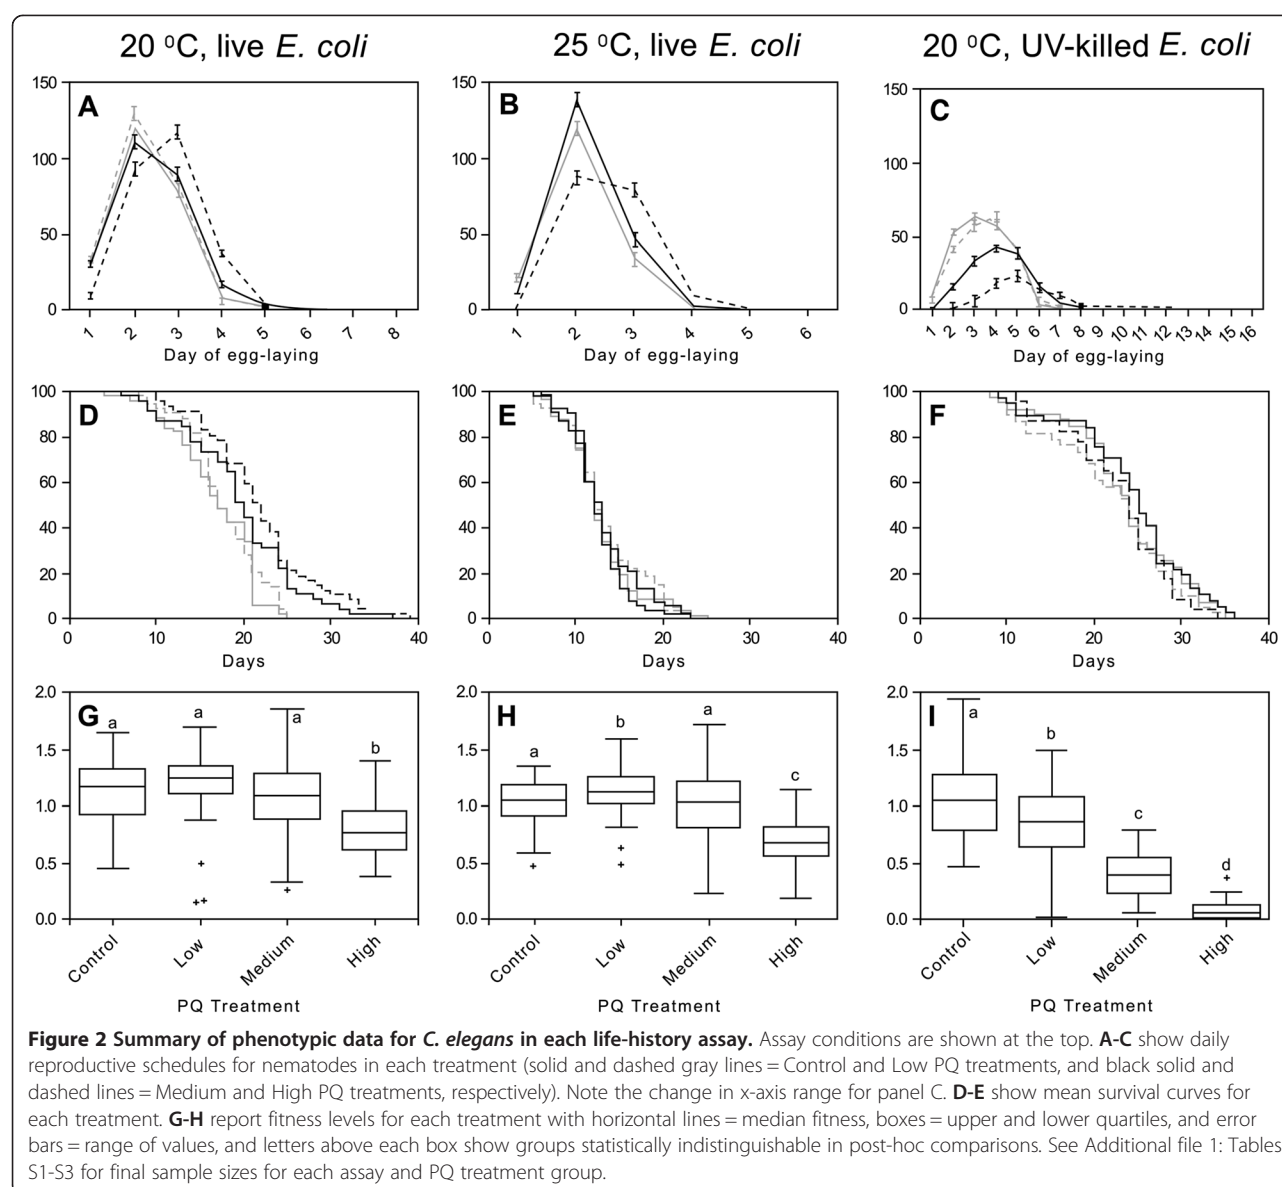 20 ⁰C, live E. coli
25 ⁰C, live E. coli
20 ⁰C, UV-killed E. coli
A
150
100
50
0
1 2 3 4 5 6 7 8
Day of egg-laying
B
150
100
50
0
1 2 3 4 5 6
Day of egg-laying
C
150
100
50
0
1 2 3 4 5 6 7 8 9 10 11 12 13 14 15 16
Day of egg-laying
D
100
80
60
40
20
0
0 10 20 30 40
Days
E
100
80
60
40
20
0
0 10 20 30 40
Days
F
100
80
60
40
20
0
0 10 20 30 40
Days
G
2.0
1.5
1.0
0.5
0.0
a a a b
Control Low Medium High
PQ Treatment
H
2.0
1.5
1.0
0.5
0.0
a b a c
Control Low Medium High
PQ Treatment
I
2.0
1.5
1.0
0.5
0.0
a b c d
Control Low Medium High
PQ Treatment
Figure 2 Summary of phenotypic data for C. elegans in each life-history assay. Assay conditions are shown at the top. A-C show daily
reproductive schedules for nematodes in each treatment (solid and dashed gray lines = Control and Low PQ treatments, and black solid and
dashed lines = Medium and High PQ treatments, respectively). Note the change in x-axis range for panel C. D-E show mean survival curves for
each treatment. G-H report fitness levels for each treatment with horizontal lines = median fitness, boxes = upper and lower quartiles, and error
bars = range of values, and letters above each box show groups statistically indistinguishable in post-hoc comparisons. See Additional file 1: Tables
S1-S3 for final sample sizes for each assay and PQ treatment group.